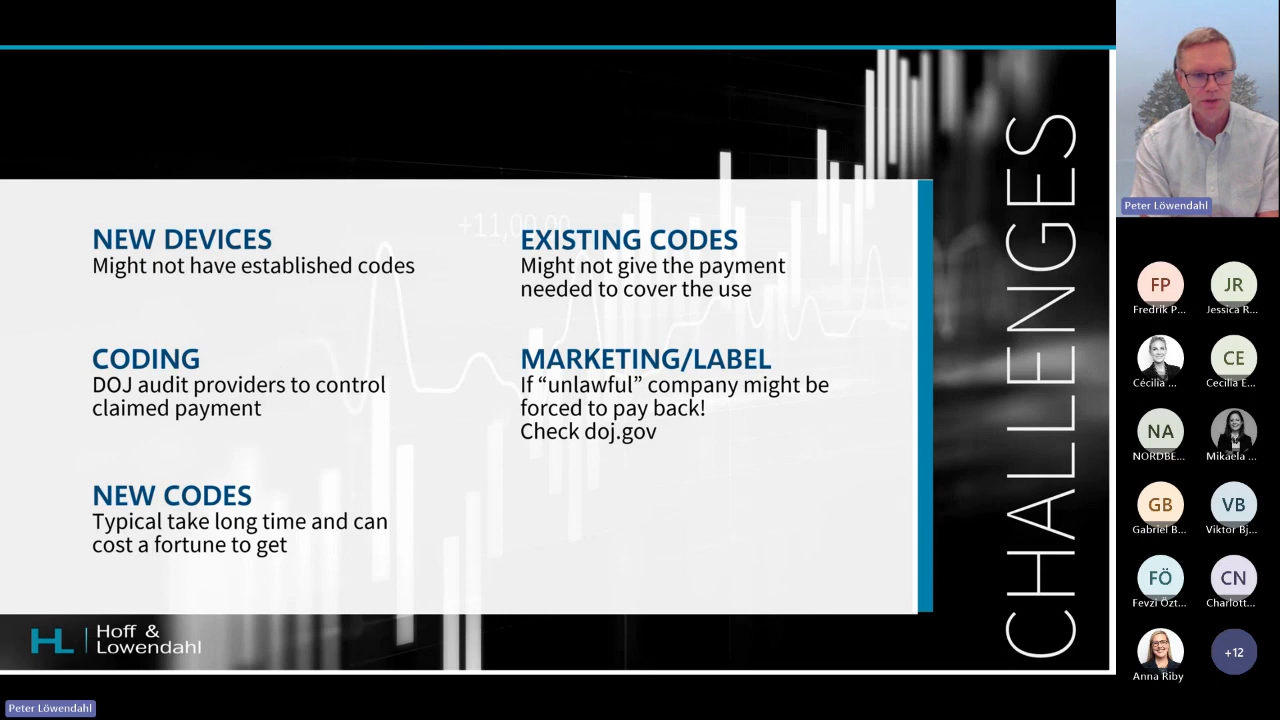 NEW DEVICES
Might not have established codes
CODING
DOJ audit providers to control
claimed payment
NEW CODES
Typical take long time and can
cost a fortune to get
EXISTING CODES
Might not give the payment
needed to cover the use
MARKETING/LABEL
If “unlawful” company might be
forced to pay back!
Check doj.gov
CHALLENGES
+11,00
HL
Hoff &
Lowendahl
Peter Löwendahl
Peter Löwendahl
FP
Fredrik P...
JR
Jessica R...
Cécilia ...
CE
Cecilia E...
NA
NORDBE...
Mikaela ...
GB
Gabriel B...
VB
Viktor Bj...
FÖ
Fevzi Özt...
CN
Charlott...
Anna Riby
+12